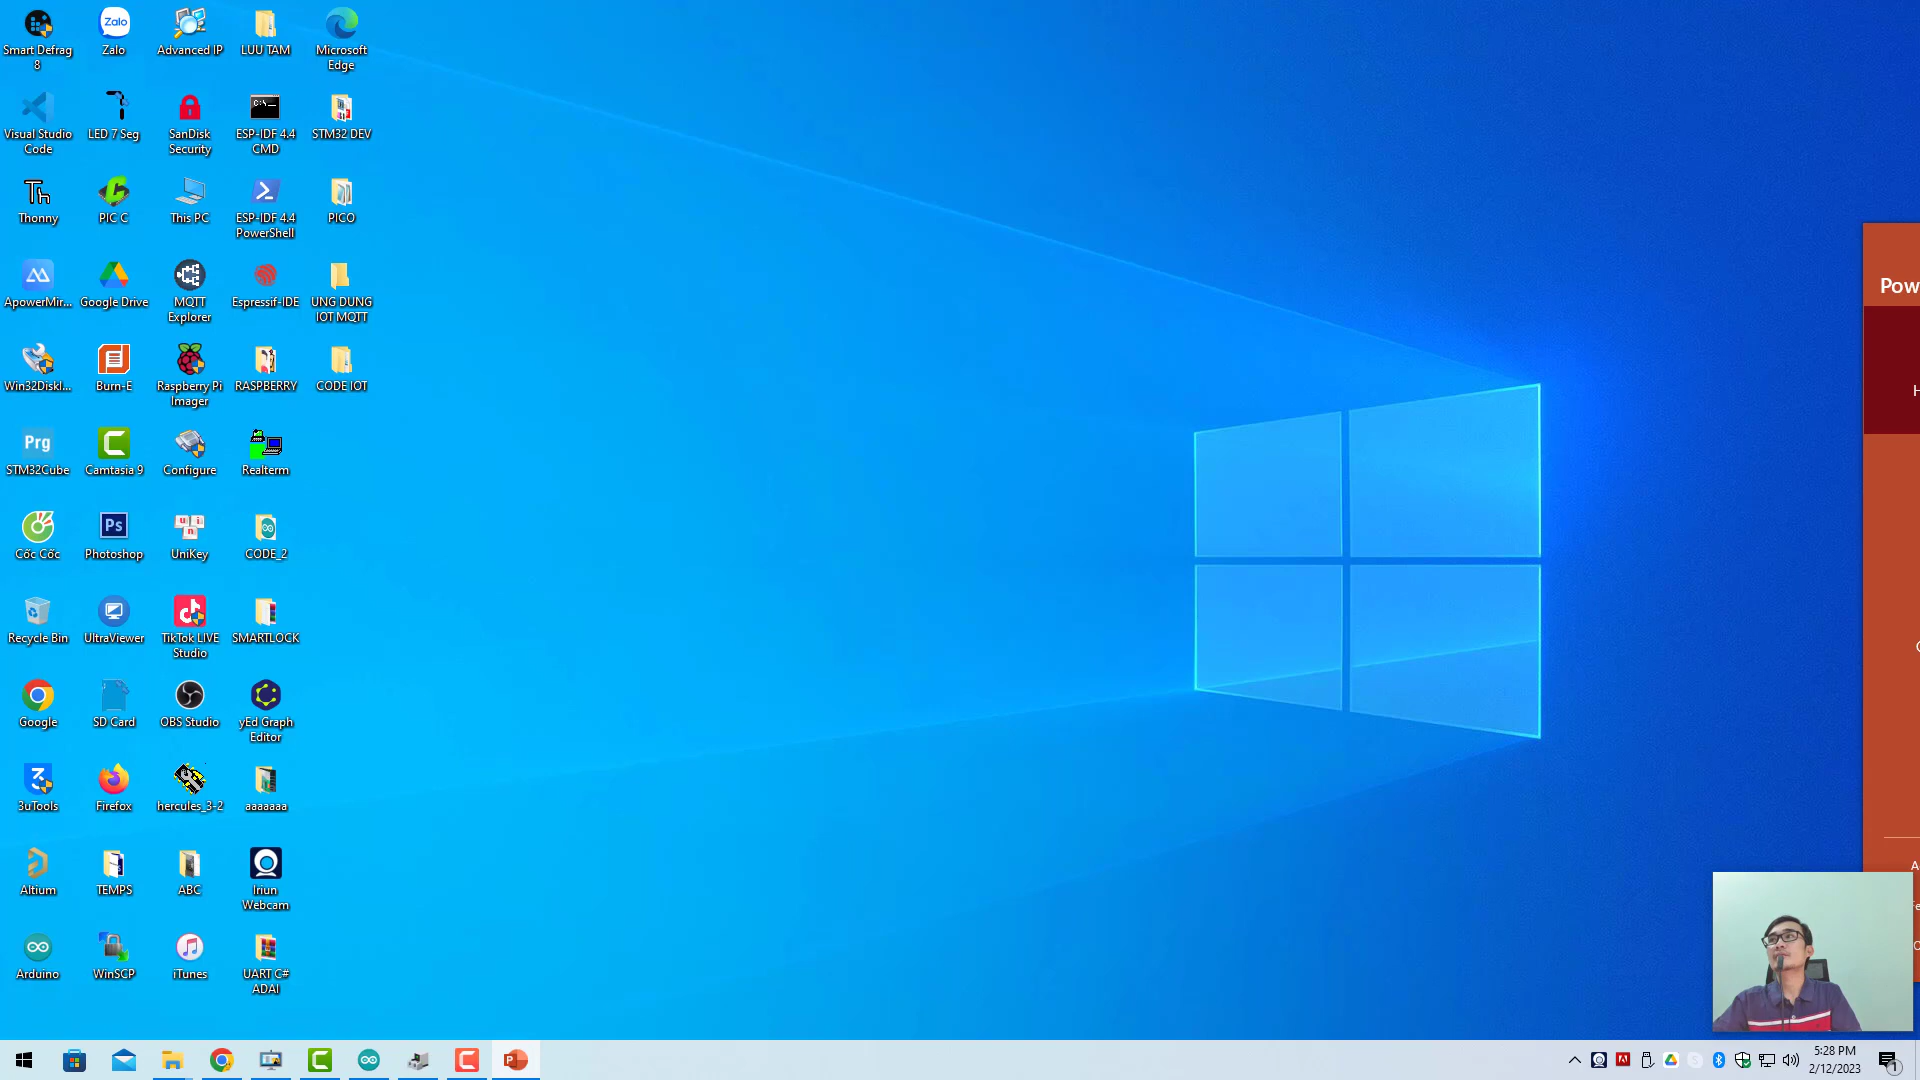 Smart Defrag
8
Zalo
Zalo
Advanced IP
LUU TAM
Microsoft
Edge
Visual Studio
Code
LED 7 Seg
SanDisk
Security
C:\_
ESP-IDF 4.4
CMD
STM32 DEV
Th
Thonny
PIC C
This PC
ESP-IDF 4.4
PowerShell
PICO
ApowerMir...
Google Drive
MQTT
Explorer
Espressif-IDE
UNG DUNG
IOT MQTT
Win32DiskI...
Burn-E
Raspberry Pi
Imager
RASPBERRY
CODE IOT
Prg
STM32Cube
Camtasia 9
Configure
Realterm
Cốc Cốc
Ps
Photoshop
UniKey
CODE_2
Recycle Bin
UltraViewer
TikTok LIVE
Studio
SMARTLOCK
Google
SD Card
OBS Studio
yEd Graph
Editor
3uTools
Firefox
hercules_3-2
aaaaaaa
Altium
TEMPS
ABC
Iriun
Webcam
Arduino
WinSCP
iTunes
UART C#
ADAI
Pow
H
5:28 PM
2/12/2023
1